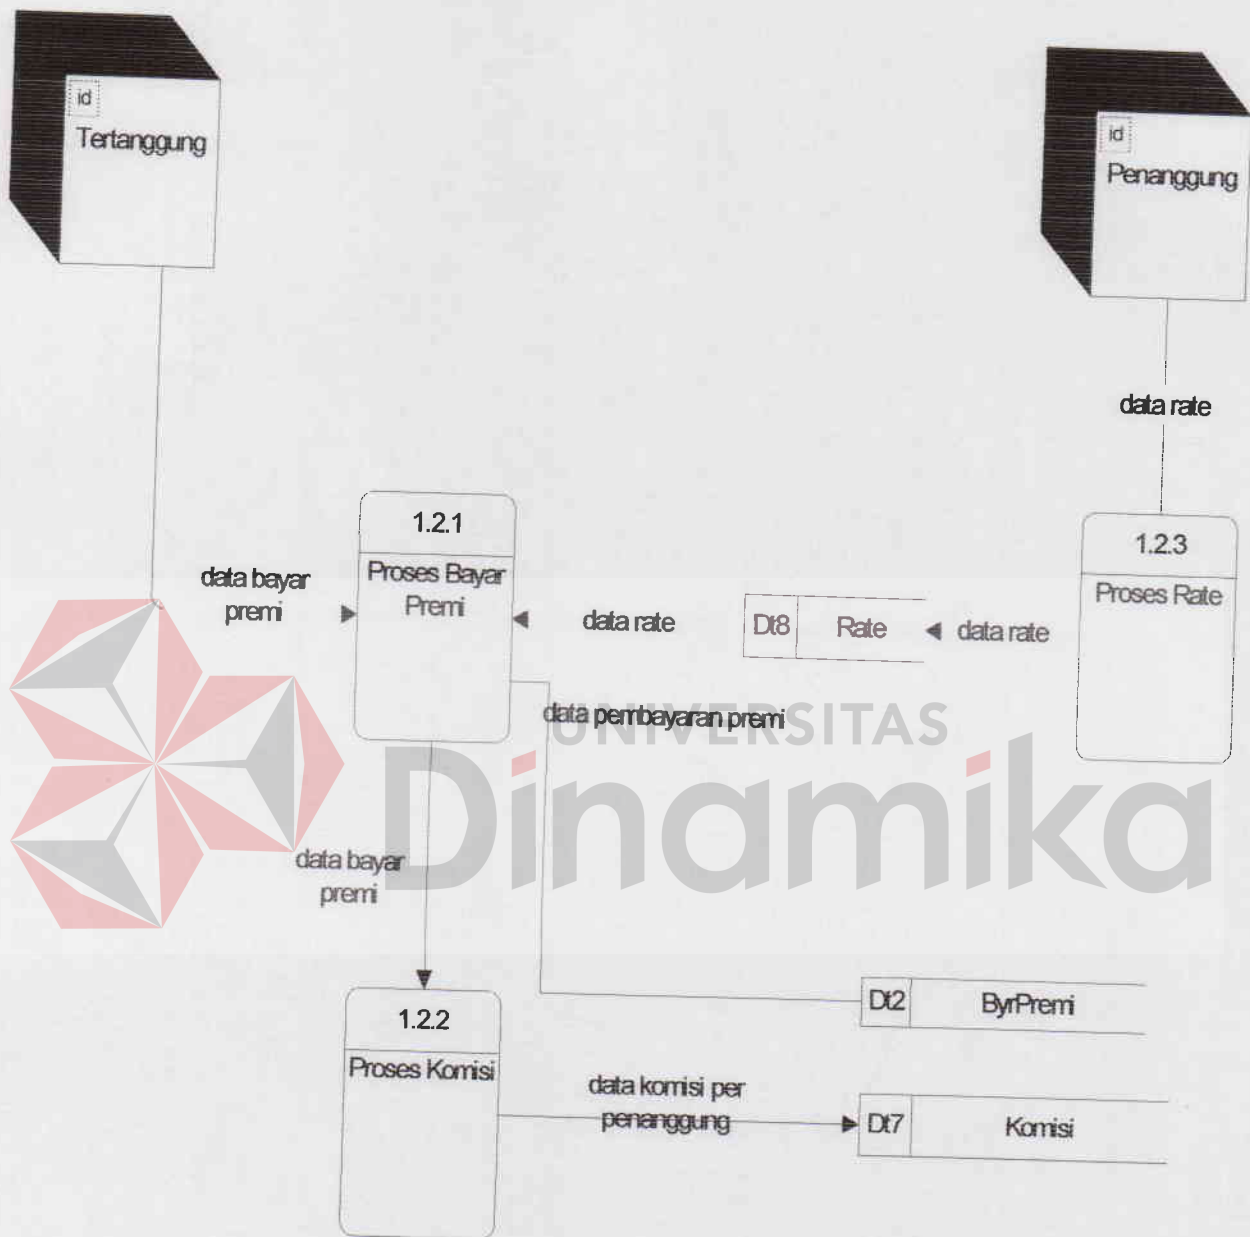 id
Tertanggung
id
Penanggung
data rate
1.2.1
Proses Bayar
Premi
data bayar
premi
data rate
Dt8 Rate
data rate
1.2.3
Proses Rate
data pembayaran premi
UNIVERSITAS
Dinamika
data bayar
premi
1.2.2
Proses Komisi
Dt2 ByrPremi
data komisi per
penanggung
Dt7 Komisi